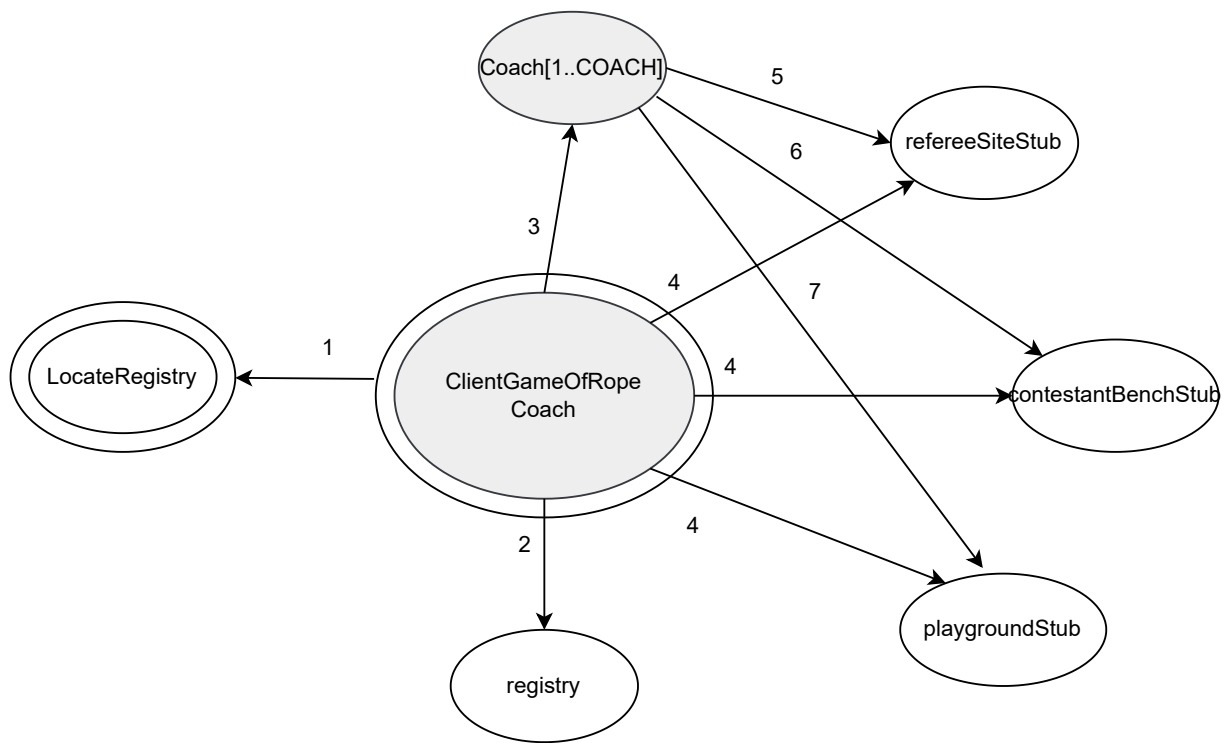 Coach[1..COACH]
5
refereeSiteStub
6
3
4
7
1
LocateRegistry
ClientGameOfRope
Coach
4
contestantBenchStub
2
4
playgroundStub
registry